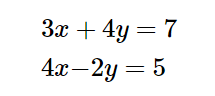 3x + 4y = 7
4x−2y = 5